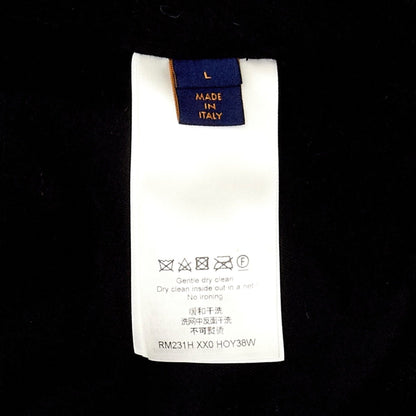 L
MADE
IN
ITALY
Gentle dry clean
Dry clean inside out in a net
No ironing
缓和干洗
洗网中反面干洗
不可熨烫
RM231H XX0 HOY38W